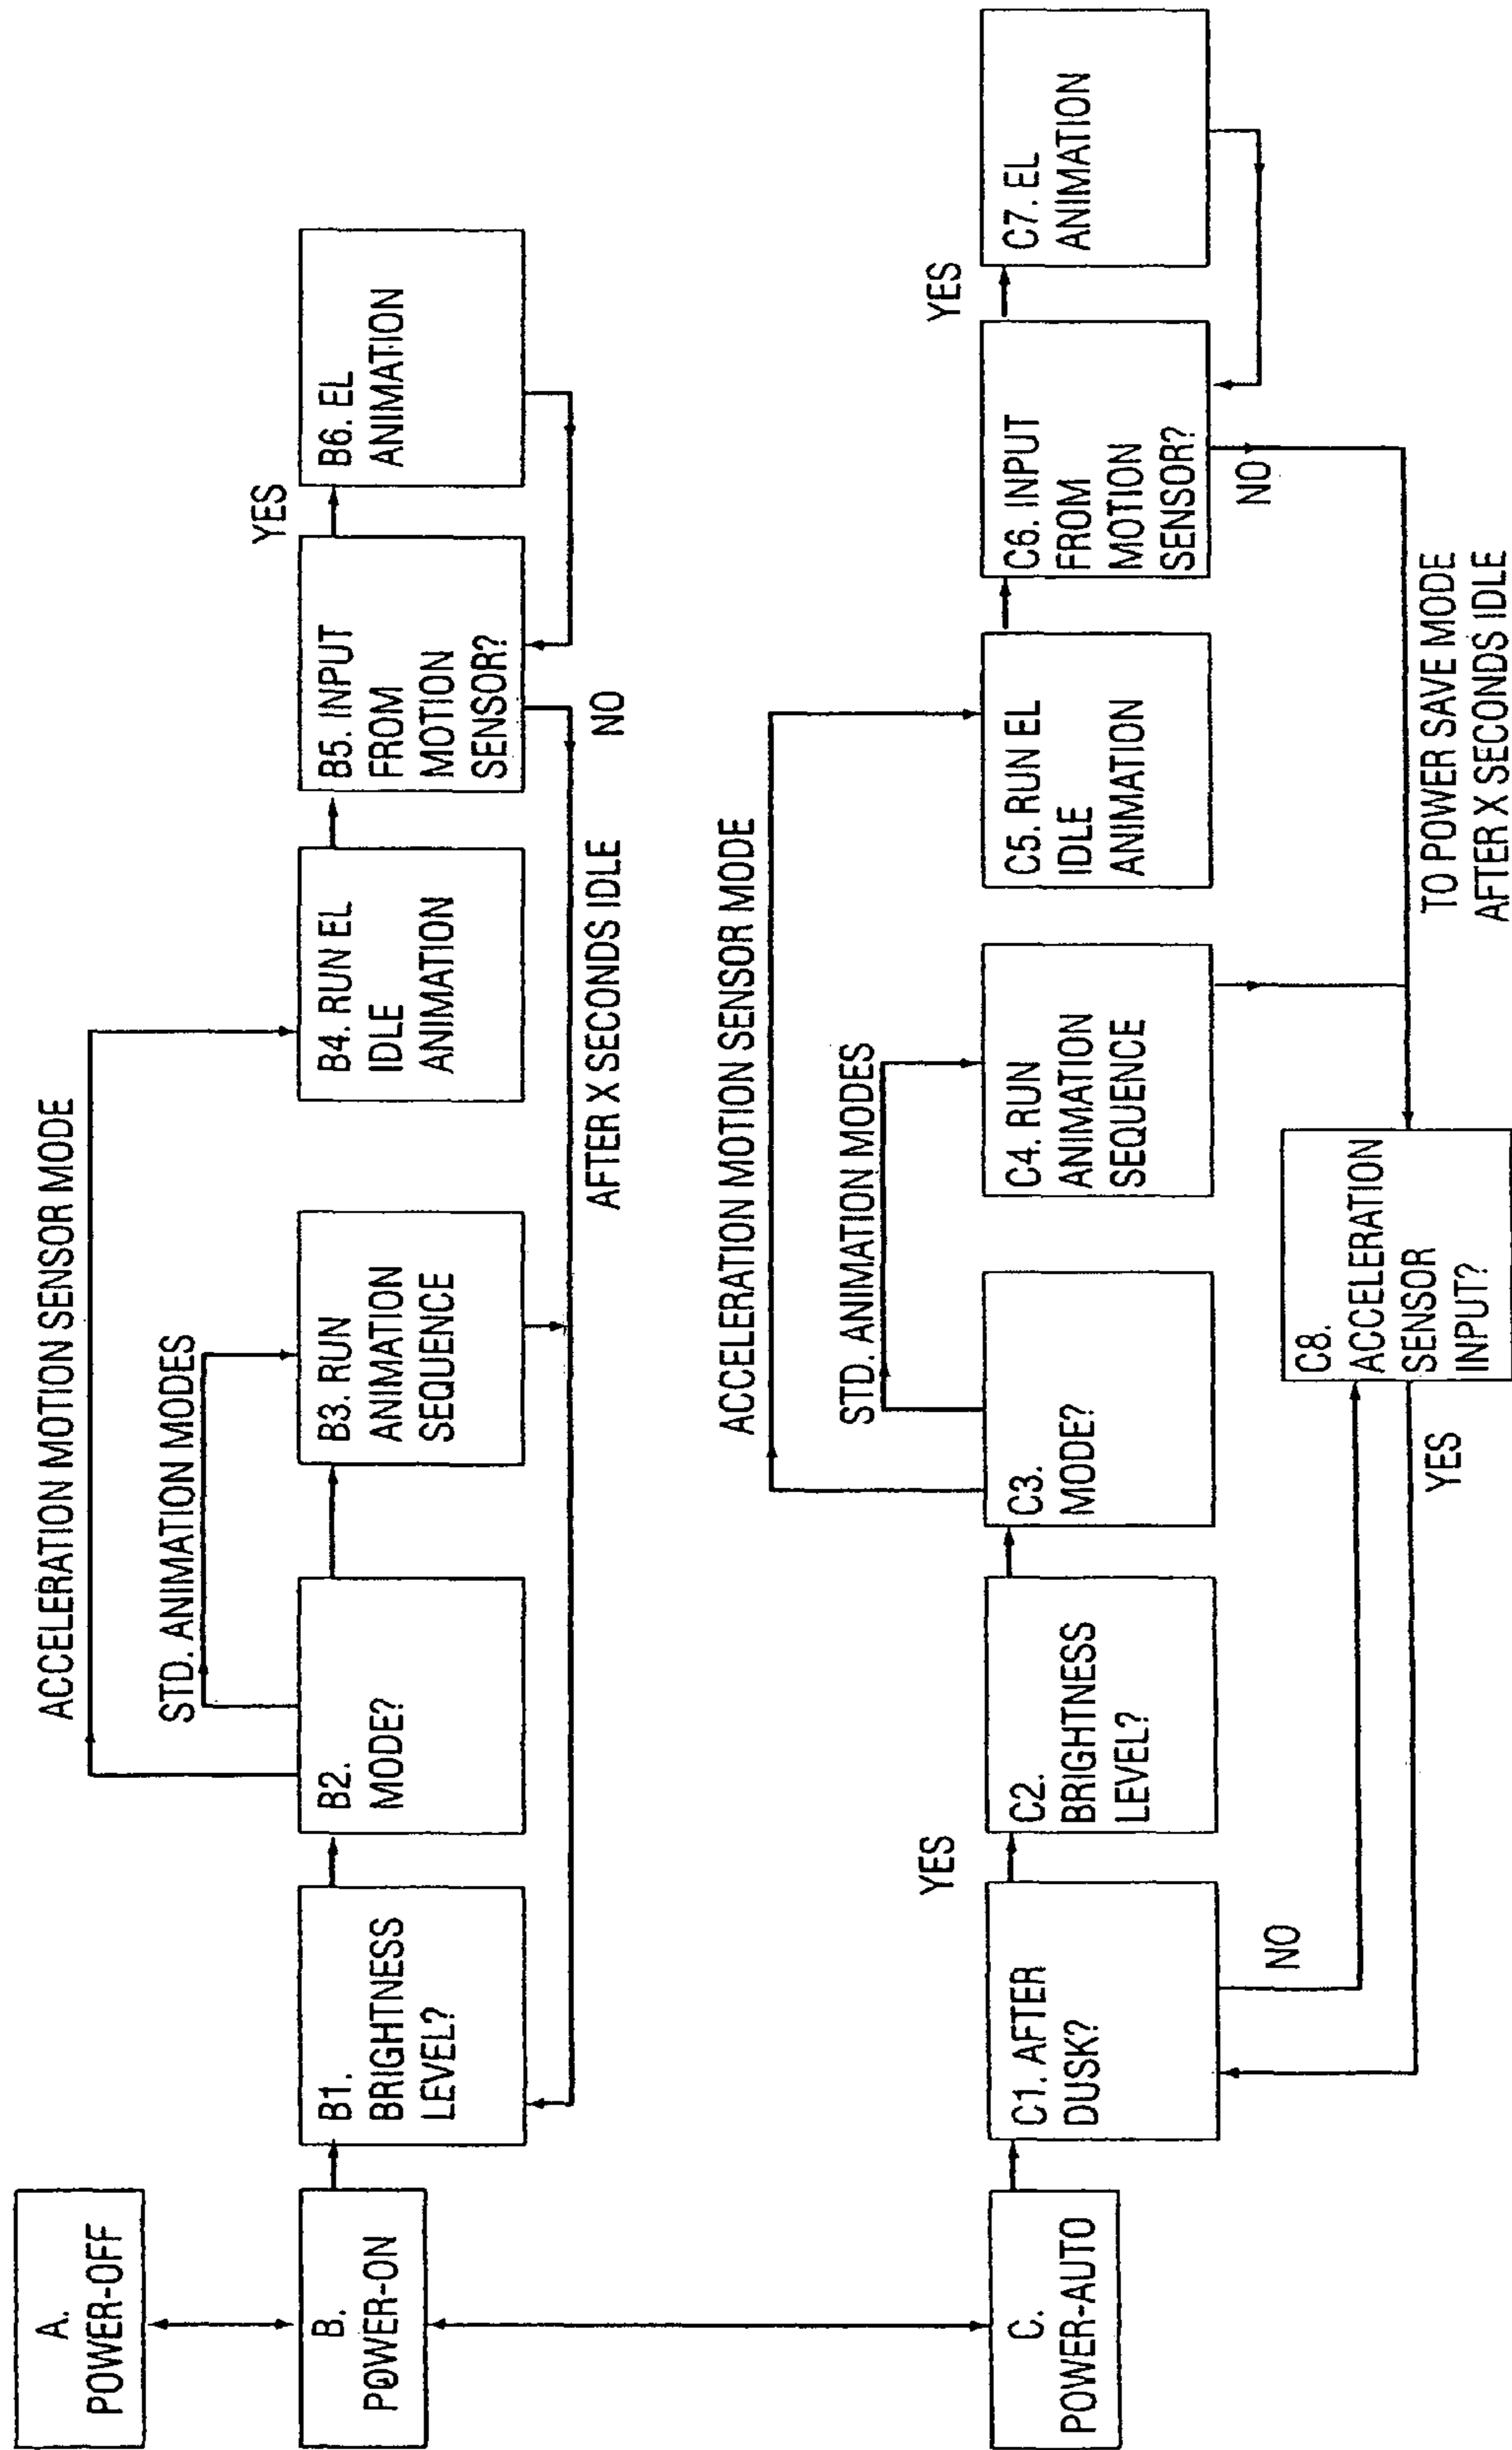 A.
POWER-OFF
B.
POWER-ON
ACCELERATION MOTION SENSOR MODE
STD. ANIMATION MODES
B1.
BRIGHTNESS
LEVEL?
B2.
MODE?
B3. RUN
ANIMATION
SEQUENCE
B4. RUN EL
IDLE
ANIMATION
B5. INPUT
FROM
MOTION
SENSOR?
YES
B6. EL
ANIMATION
NO
AFTER X SECONDS IDLE
C.
POWER-AUTO
ACCELERATION MOTION SENSOR MODE
STD. ANIMATION MODES
C1. AFTER
DUSK?
YES
C2.
BRIGHTNESS
LEVEL?
C3.
MODE?
C4. RUN
ANIMATION
SEQUENCE
C5. RUN EL
IDLE
ANIMATION
C6. INPUT
FROM
MOTION
SENSOR?
YES
C7. EL
ANIMATION
NO
NO
TO POWER SAVE MODE
AFTER X SECONDS IDLE
C8.
ACCELERATION
SENSOR
INPUT?
YES